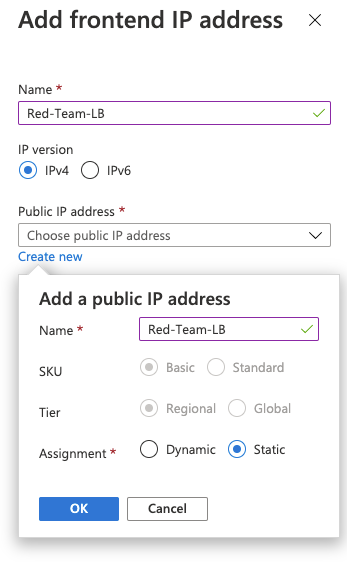 Add frontend IP address
Name *
Red-Team-LB
IP version
IPv4 IPv6
Public IP address *
Choose public IP address
Create new
Add a public IP address
Name * Red-Team-LB
SKU Basic Standard
Tier Regional Global
Assignment * Dynamic Static
OK Cancel